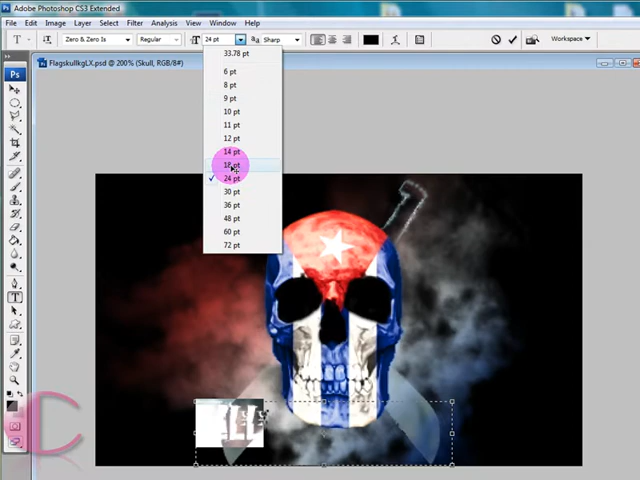 Adobe Photoshop CS3 Extended
File Edit Image Layer Select Filter Analysis View Window Help
T Zero & Zero Is Regular T 24 pt aa Sharp Workspace
33.78 pt
Ps FlagskullkgLX.psd @ 200% (Skull, RGB/8#)
6 pt
8 pt
9 pt
10 pt
11 pt
12 pt
14 pt
18 pt
24 pt
30 pt
36 pt
48 pt
60 pt
72 pt